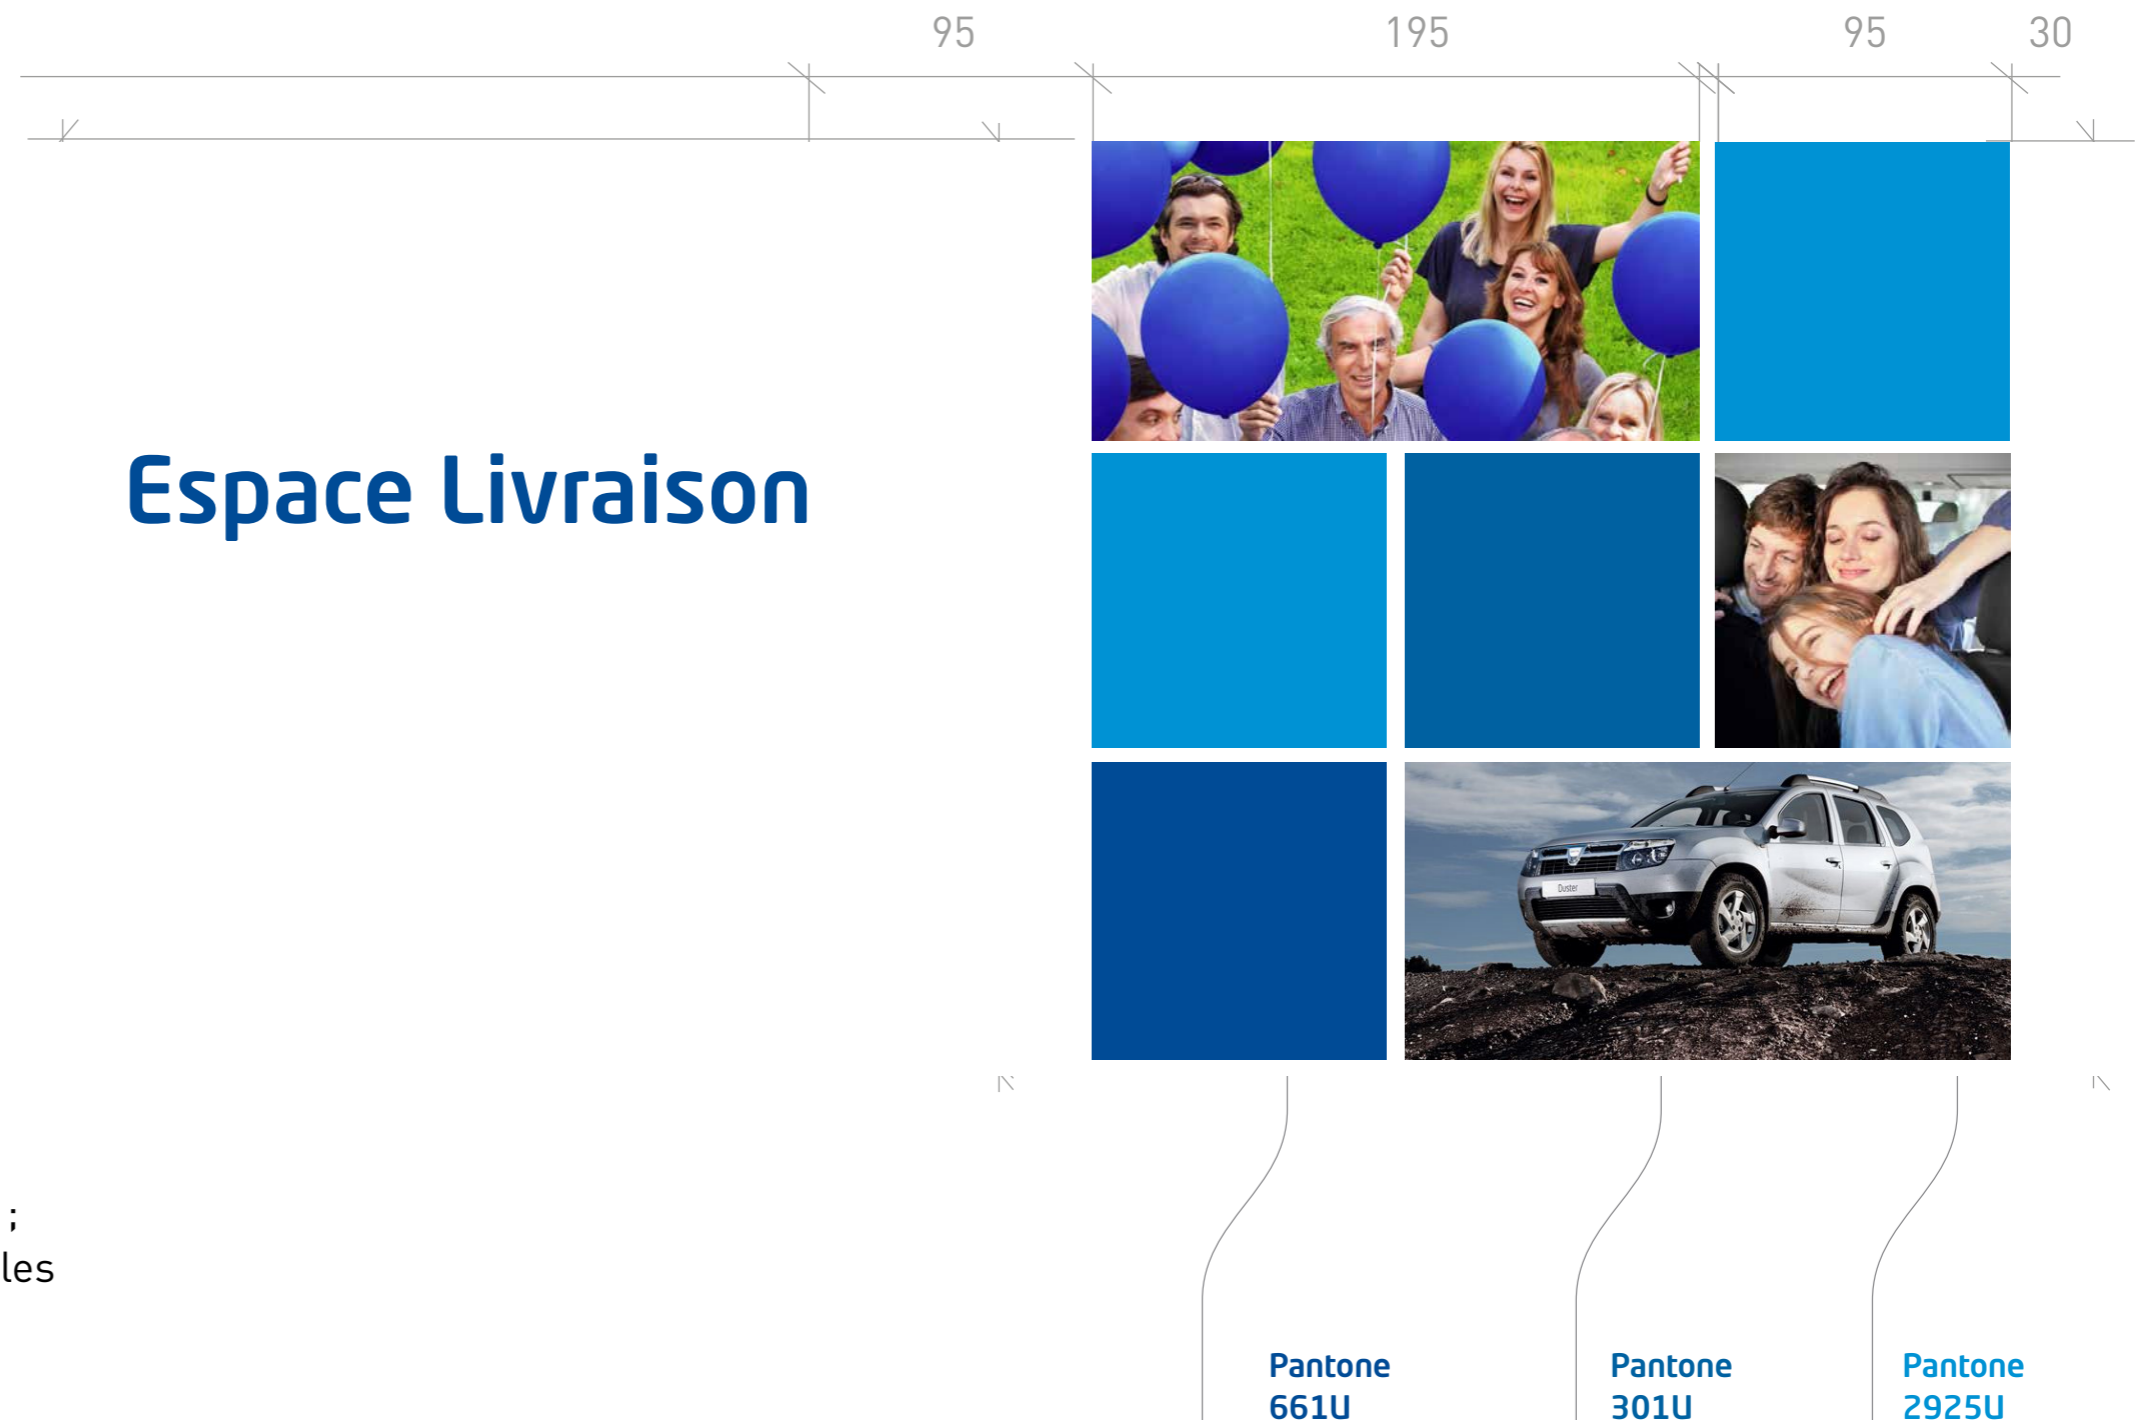 95 195 95 30
Espace Livraison
Duster
;
les
Pantone Pantone Pantone
661U 301U 2925U